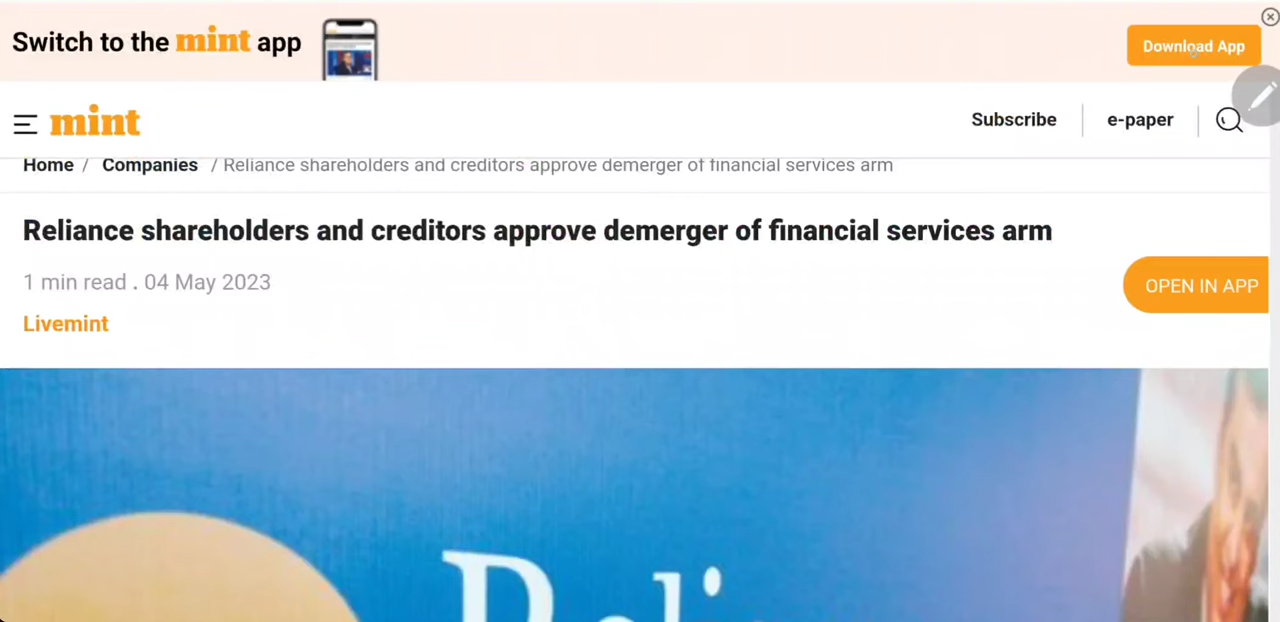 Switch to the mint app
Download App
mint
Subscribe
e-paper
Home / Companies / Reliance shareholders and creditors approve demerger of financial services arm
Reliance shareholders and creditors approve demerger of financial services arm
1 min read . 04 May 2023
OPEN IN APP
Livemint